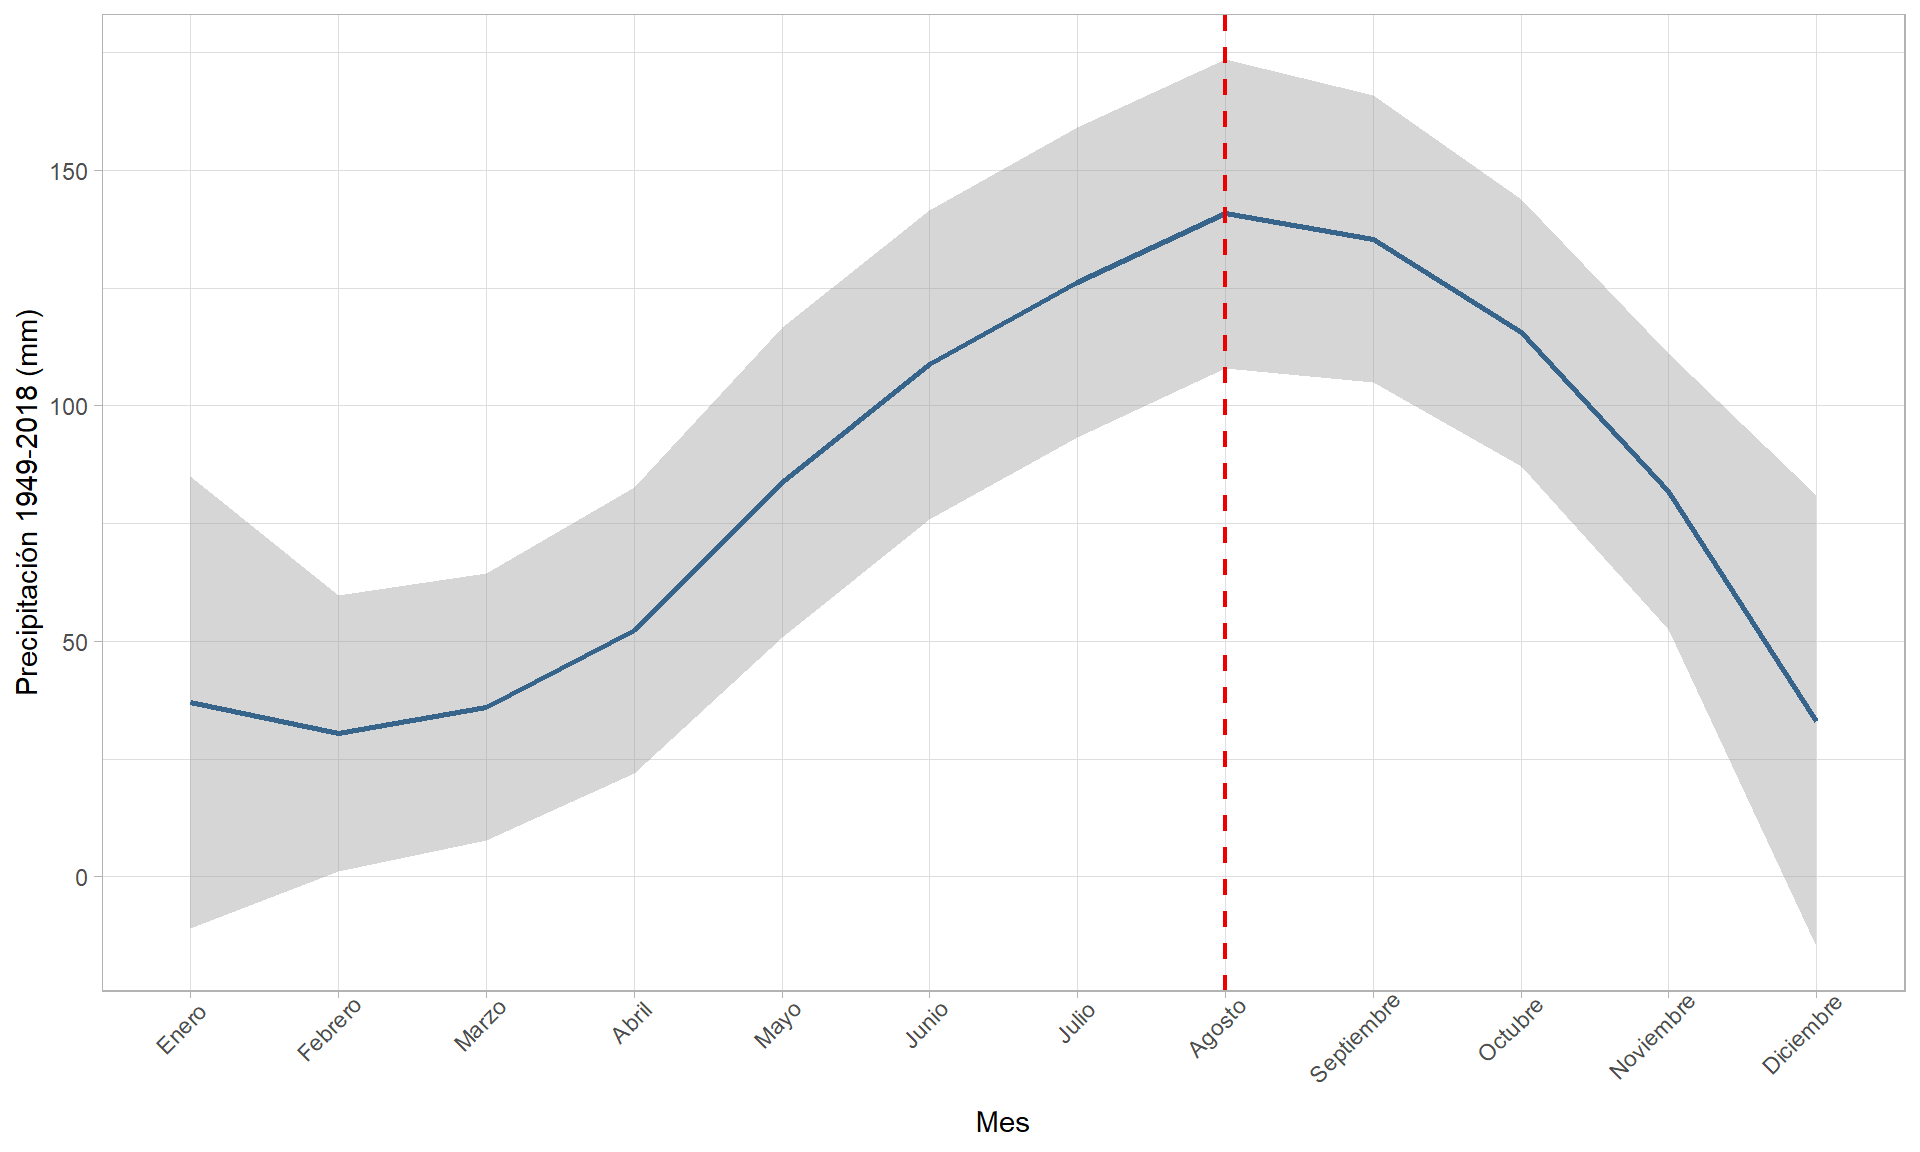 Precipitación 1949-2018 (mm)
150
100
50
0
Enero
Febrero
Marzo
Abril
Mayo
Junio
Julio
Agosto
Septiembre
Octubre
Noviembre
Diciembre
Mes